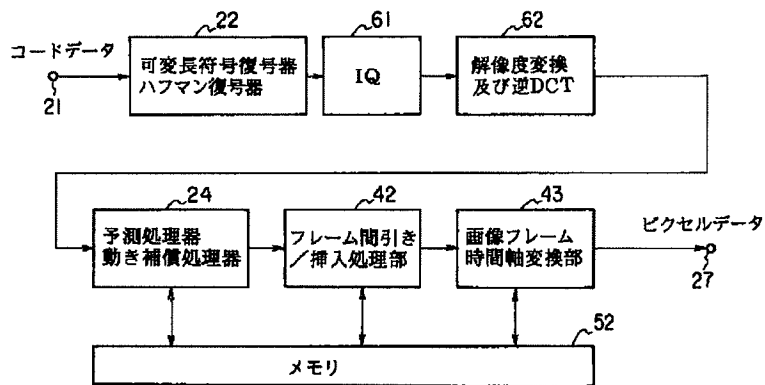 コードデータ
21
22
可変長符号復号器
ハフマン復号器
61
IQ
62
解像度変換
及び逆DCT
24
予測処理器
動き補償処理器
42
フレーム間引き
／挿入処理部
43
画像フレーム
時間軸変換部
ピクセルデータ
27
52
メモリ